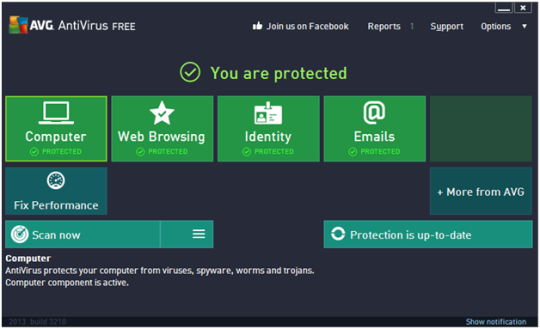 AVG. AntiVirus FREE
Join us on Facebook
Reports 1
Support
Options
You are protected
Computer
PROTECTED
Web Browsing
PROTECTED
Identity
PROTECTED
@
Emails
PROTECTED
Fix Performance
+ More from AVG
Scan now
Protection is up-to-date
Computer
AntiVirus protects your computer from viruses, spyware, worms and trojans.
Computer component is active.
2013 build 3216
Show notification